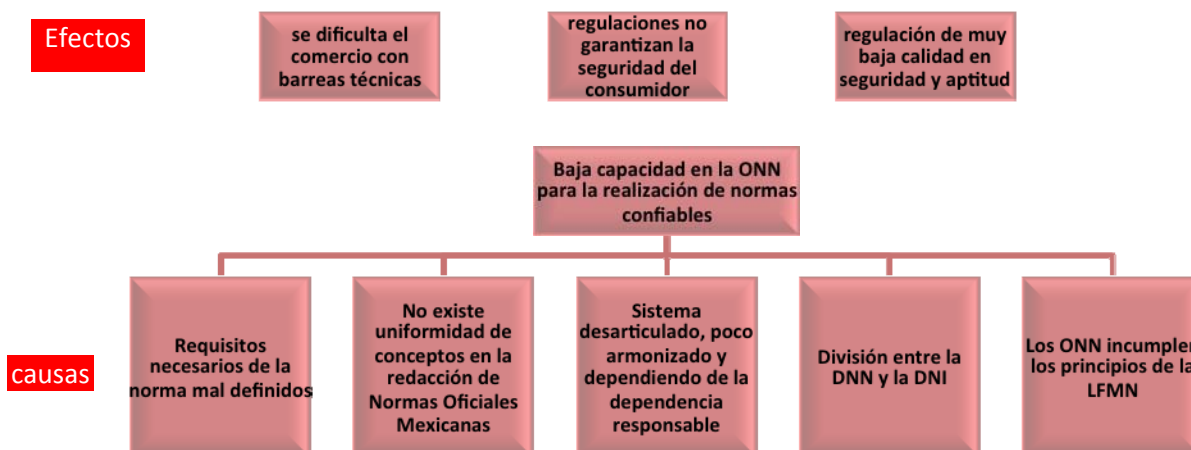 Efectos
se dificulta el
comercio con
barreas técnicas
regulaciones no
garantizan la
seguridad del
consumidor
regulación de muy
baja calidad en
seguridad y aptitud
Baja capacidad en la ONN
para la realización de normas
confiables
causas
Requisitos
necesarios de la
norma mal definidos
No existe
uniformidad de
conceptos en la
redacción de
Normas Oficiales
Mexicanas
Sistema
desarticulado, poco
armonizado y
dependiendo de la
dependencia
responsable
División entre la
DNN y la DNI
Los ONN incumplen
los principios de la
LFMN